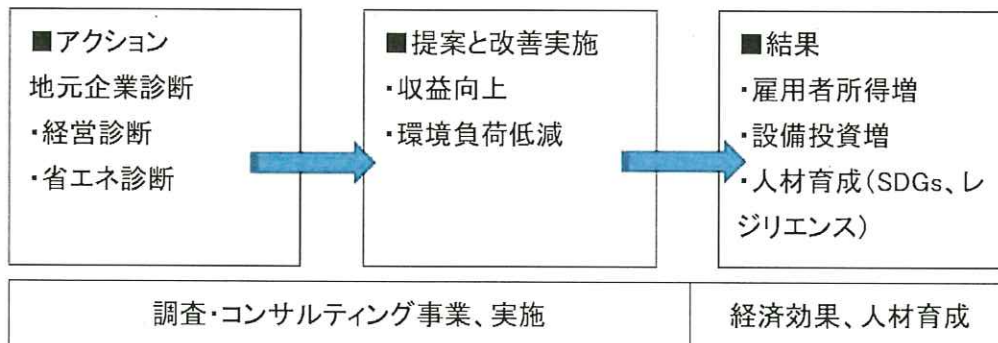 ■アクション
地元企業診断
・経営診断
・省エネ診断
■提案と改善実施
・収益向上
・環境負荷低減
■結果
・雇用者所得増
・設備投資増
・人材育成(SDGs、レ
ジリエンス)
調査・コンサルティング事業、実施
経済効果、人材育成